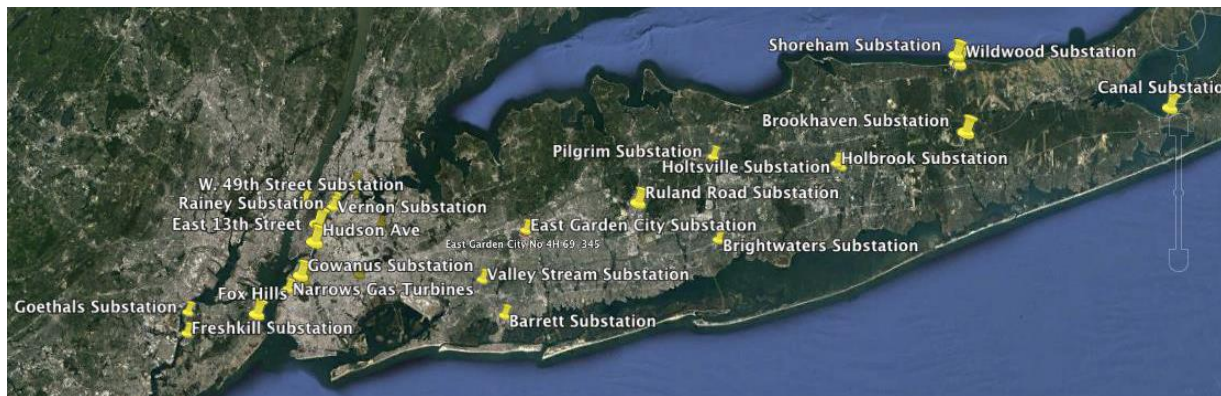 Shoreham Substation
Wildwood Substation
Canal Substatio
Brookhaven Substation
Pilgrim Substation
Holtsville Substation
Holbrook Substation
W. 49th Street Substation
Rainey Substation
Vernon Substation
Ruland Road Substation
East 13th Street
Hudson Ave
East Garden City Substation
East Garden City No 4H 69 345
Brightwaters Substation
Gowanus Substation
Valley Stream Substation
Fox Hills
Narrows Gas Turbines
Goethals Substation
Barrett Substation
Freshkill Substation